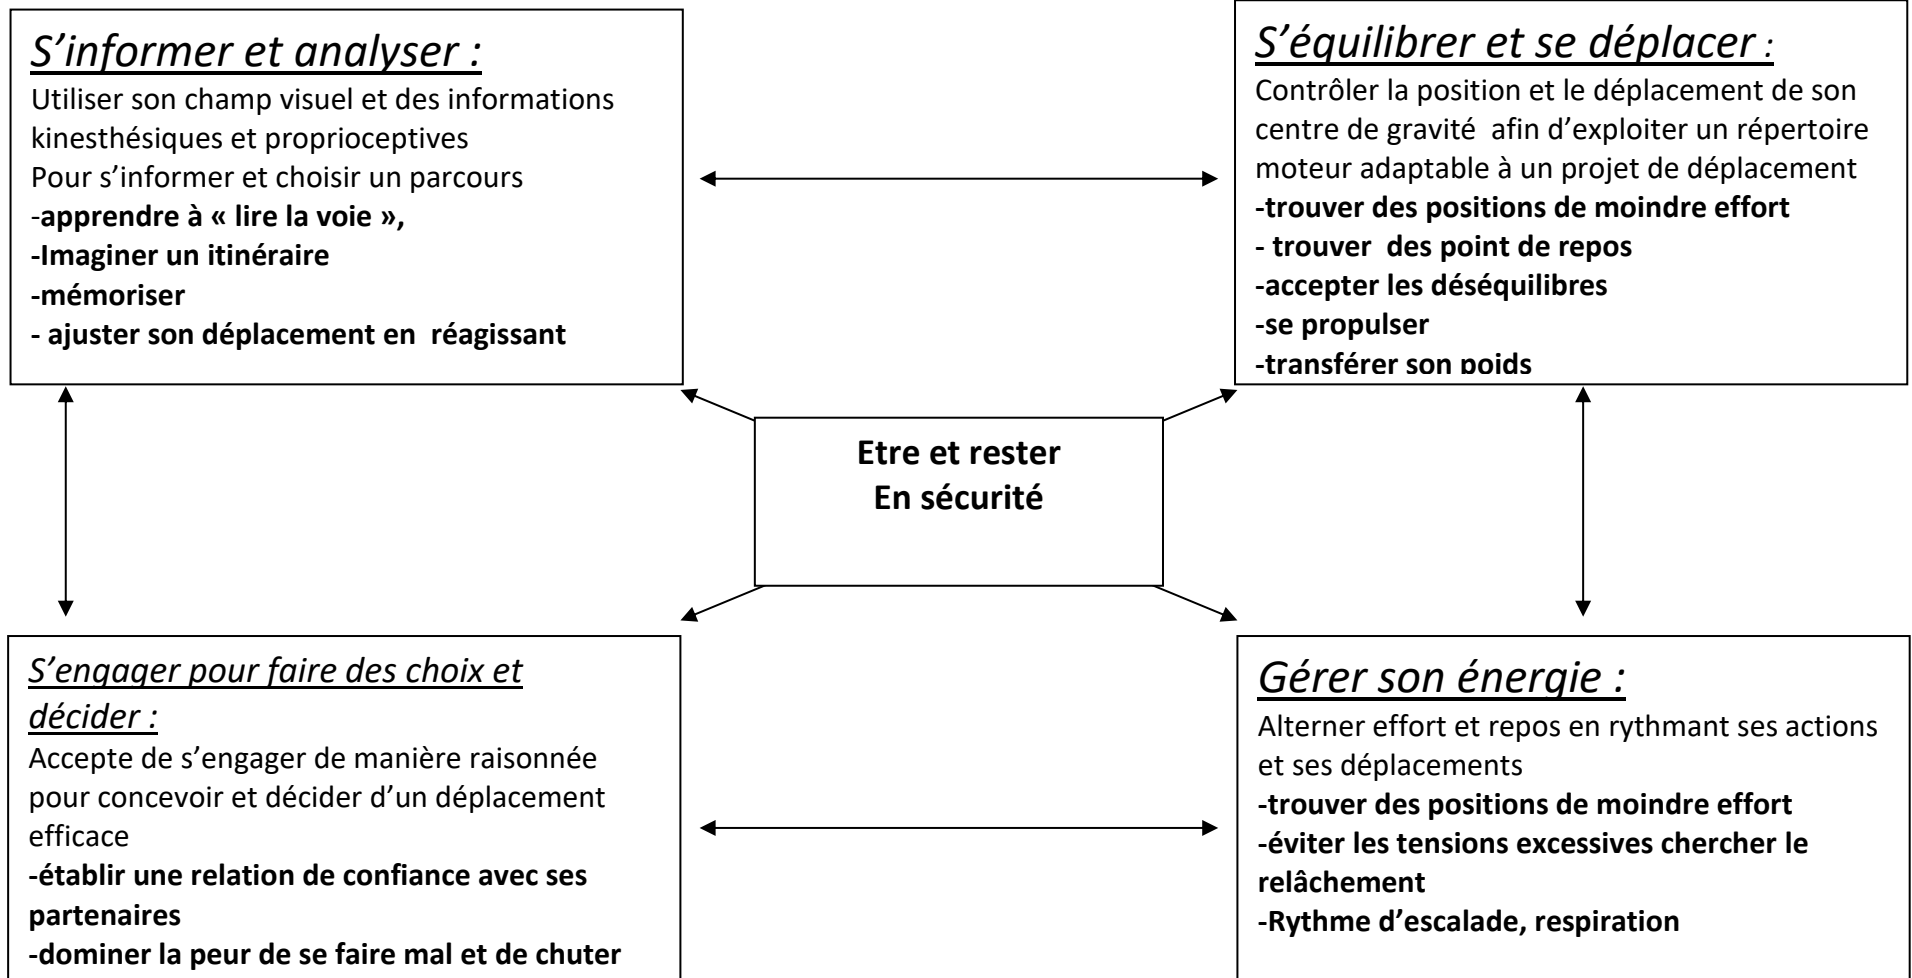 S’informer et analyser :
Utiliser son champ visuel et des informations
kinesthésiques et proprioceptives
Pour s’informer et choisir un parcours
-apprendre à « lire la voie »,
-Imaginer un itinéraire
-mémoriser
- ajuster son déplacement en  réagissant
S’équilibrer et se déplacer :
Contrôler la position et le déplacement de son
centre de gravité  afin d’exploiter un répertoire
moteur adaptable à un projet de déplacement
-trouver des positions de moindre effort
- trouver  des point de repos
-accepter les déséquilibres
-se propulser
-transférer son poids
Etre et rester
En sécurité
S’engager pour faire des choix et
décider :
Accepte de s’engager de manière raisonnée
pour concevoir et décider d’un déplacement
efficace
-établir une relation de confiance avec ses
partenaires
-dominer la peur de se faire mal et de chuter
Gérer son énergie :
Alterner effort et repos en rythmant ses actions
et ses déplacements
-trouver des positions de moindre effort
-éviter les tensions excessives chercher le
relâchement
-Rythme d’escalade, respiration